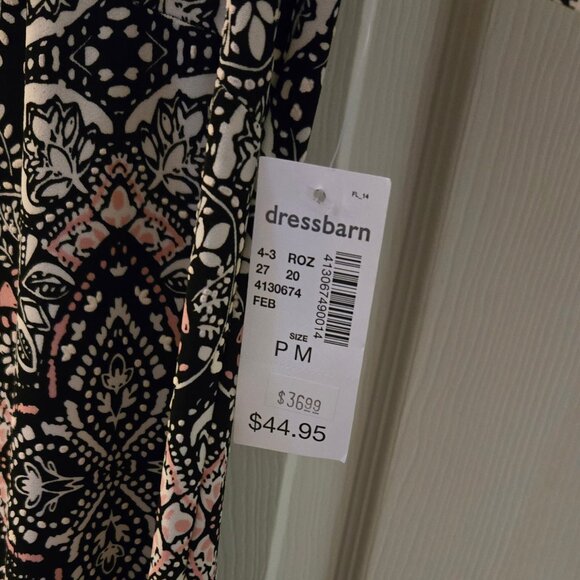 FL_14
dressbarn
4-3 ROZ
27 20
4130674
FEB
413067490014
SIZE
P M
$36.99
$44.95